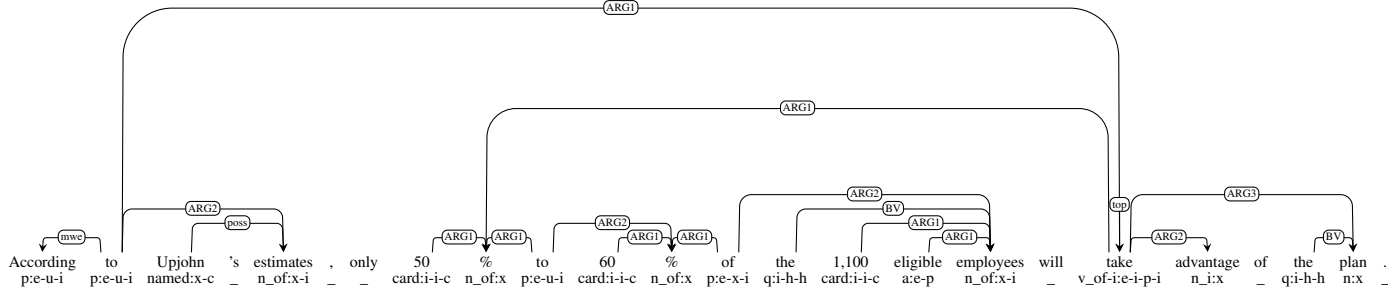 ARG1
ARG1
ARG2 BV top ARG3
ARG2 poss ARG2 ARG1
mwe ARG1 ARG1 ARG1 ARG1 ARG1 ARG2 BV
According to Upjohn 's estimates , only 50 % to 60 % of the 1,100 eligible employees will take advantage of the plan .
p:e-u-i p:e-u-i named:x-c _ n_of:x-i _ _ card:i-i-c n_of:x p:e-u-i card:i-i-c n_of:x p:e-x-i q:i-h-h card:i-i-c a:e-p n_of:x-i _ v_of-i:e-i-p-i n_i:x _ q:i-h-h n:x _